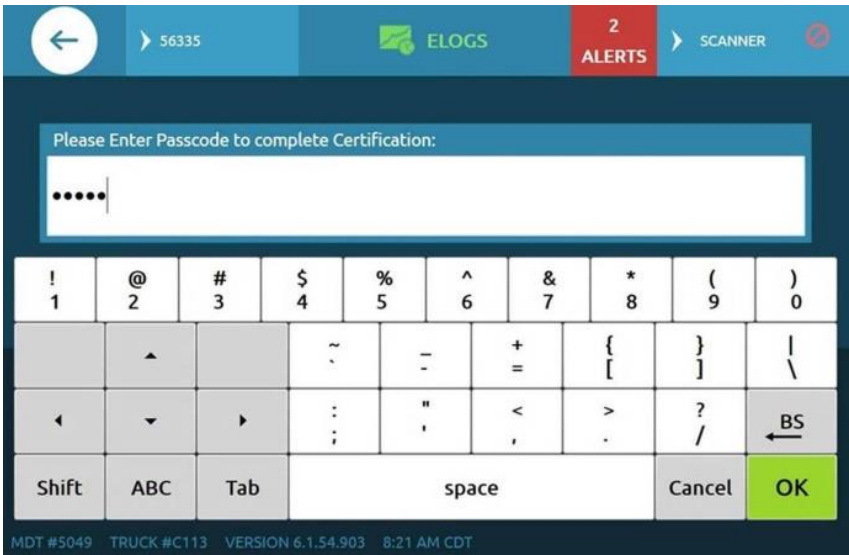 56335
ELOGS
2
ALERTS
SCANNER
Please Enter Passcode to complete Certification:
•••••
! @ # $ % ^ & * ( )
1 2 3 4 5 6 7 8 9 0
~ _ + { } |
` - = [ ] \
: " < > ?
; ' , . / BS
Shift ABC Tab space Cancel OK
MDT #5049 TRUCK #C113 VERSION 6.1.54.903 8:21 AM CDT